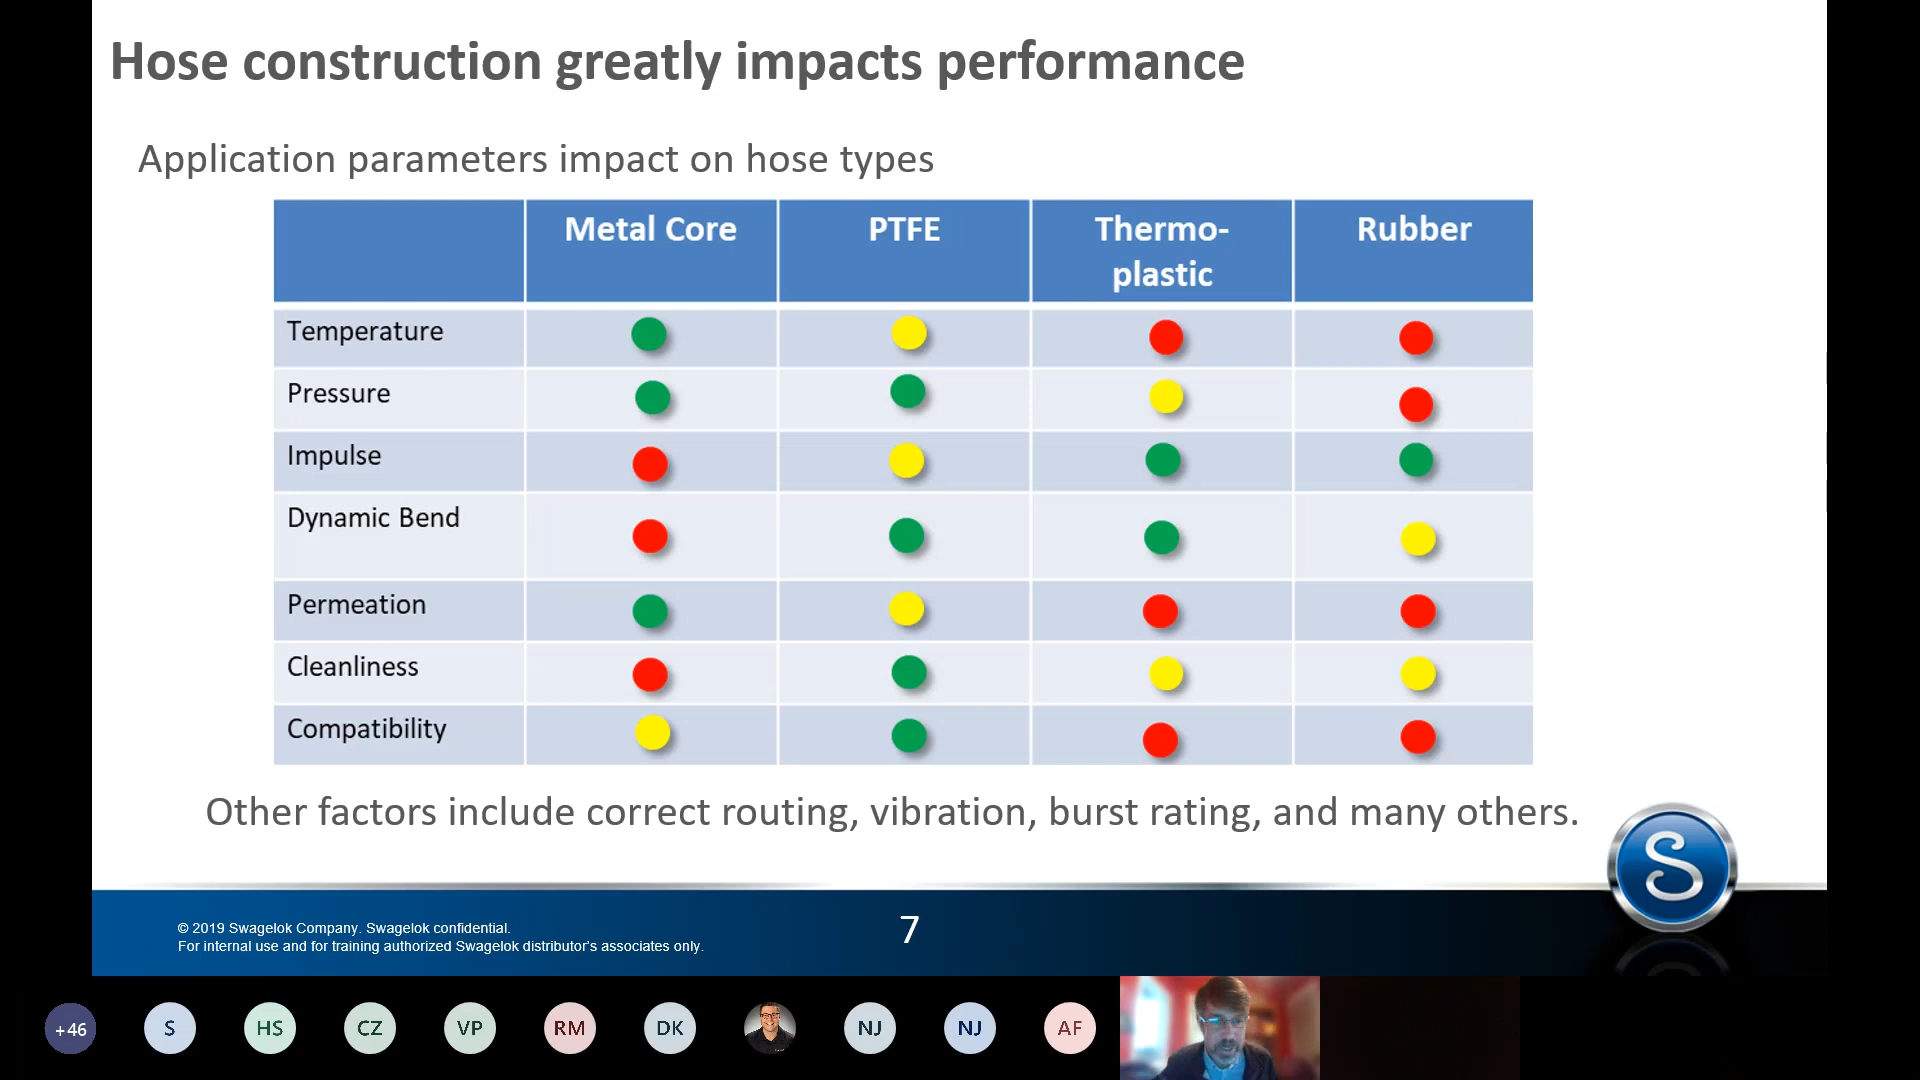 Hose construction greatly impacts performance
Application parameters impact on hose types
Metal Core PTFE Thermo- Rubber
plastic
Temperature
Pressure
Impulse
Dynamic Bend
Permeation
Cleanliness
Compatibility
Other factors include correct routing, vibration, burst rating, and many others.
S
© 2019 Swagelok Company. Swagelok confidential.
For internal use and for training authorized Swagelok distributor's associates only.
7
+46 S HS CZ VP RM DK NJ NJ AF